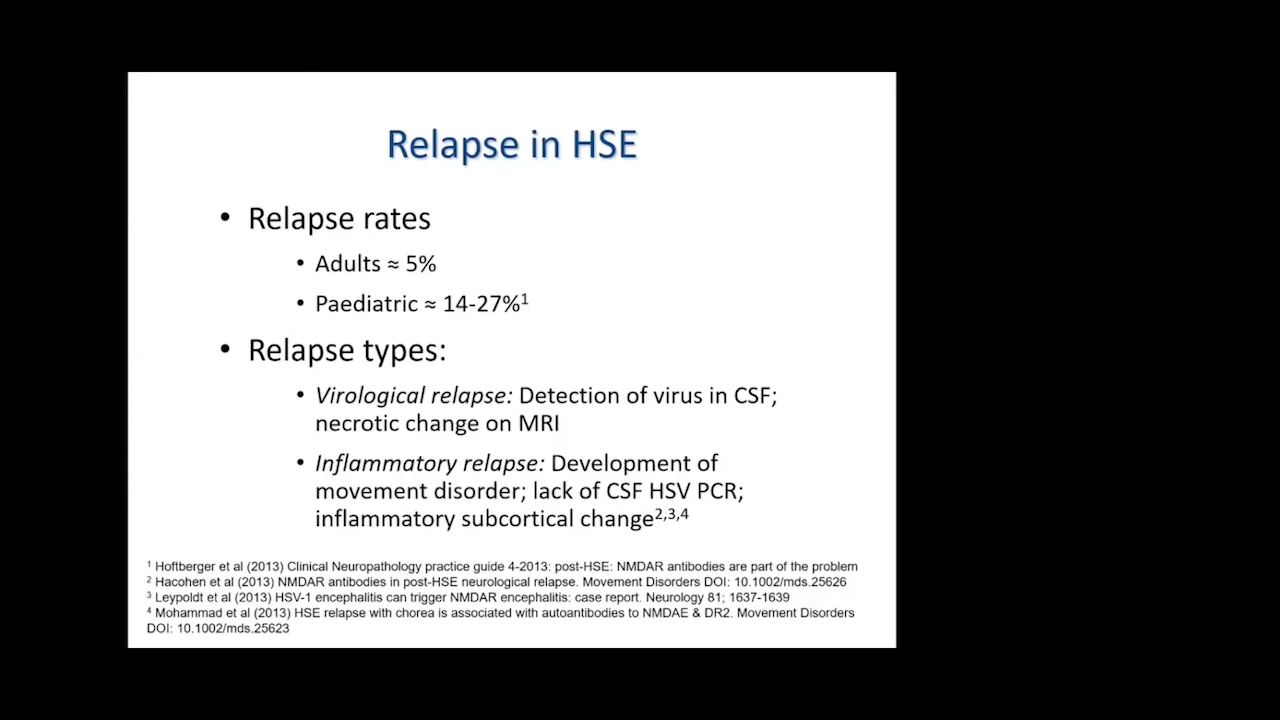 Relapse in HSE
• Relapse rates
• Adults ≈ 5%
• Paediatric ≈ 14-27%¹
• Relapse types:
• Virological relapse: Detection of virus in CSF;
necrotic change on MRI
• Inflammatory relapse: Development of
movement disorder; lack of CSF HSV PCR;
inflammatory subcortical change²,³,⁴
¹ Hoftberger et al (2013) Clinical Neuropathology practice guide 4-2013: post-HSE: NMDAR antibodies are part of the problem
² Hacohen et al (2013) NMDAR antibodies in post-HSE neurological relapse. Movement Disorders DOI: 10.1002/mds.25626
³ Leypoldt et al (2013) HSV-1 encephalitis can trigger NMDAR encephalitis: case report. Neurology 81; 1637-1639
⁴ Mohammad et al (2013) HSE relapse with chorea is associated with autoantibodies to NMDAE & DR2. Movement Disorders
DOI: 10.1002/mds.25623